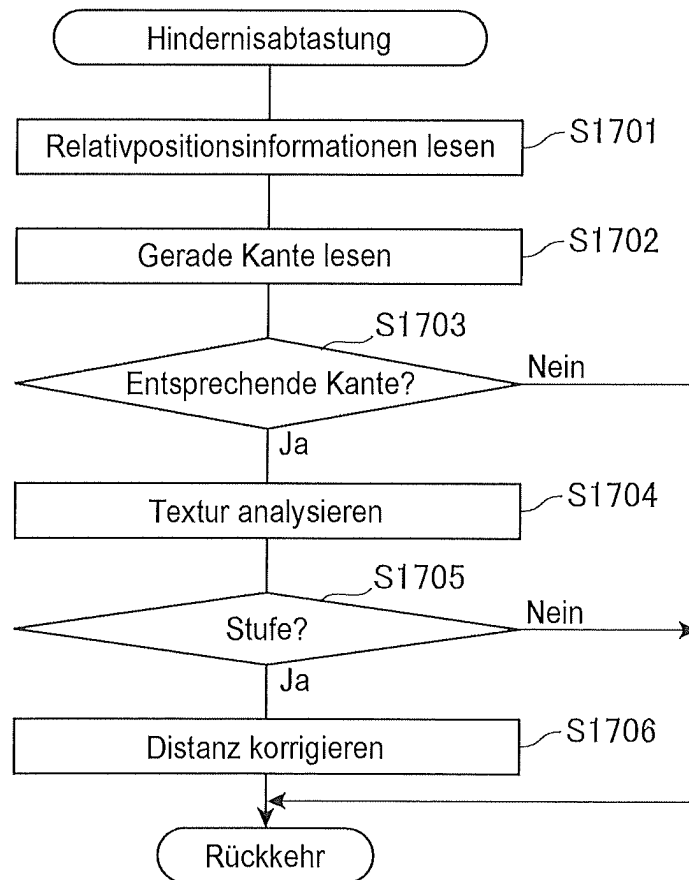 Hindernisabtastung
Relativpositionsinformationen lesen
S1701
Gerade Kante lesen
S1702
S1703
Entsprechende Kante?
Nein
Ja
Textur analysieren
S1704
S1705
Stufe?
Nein
Ja
Distanz korrigieren
S1706
Rückkehr